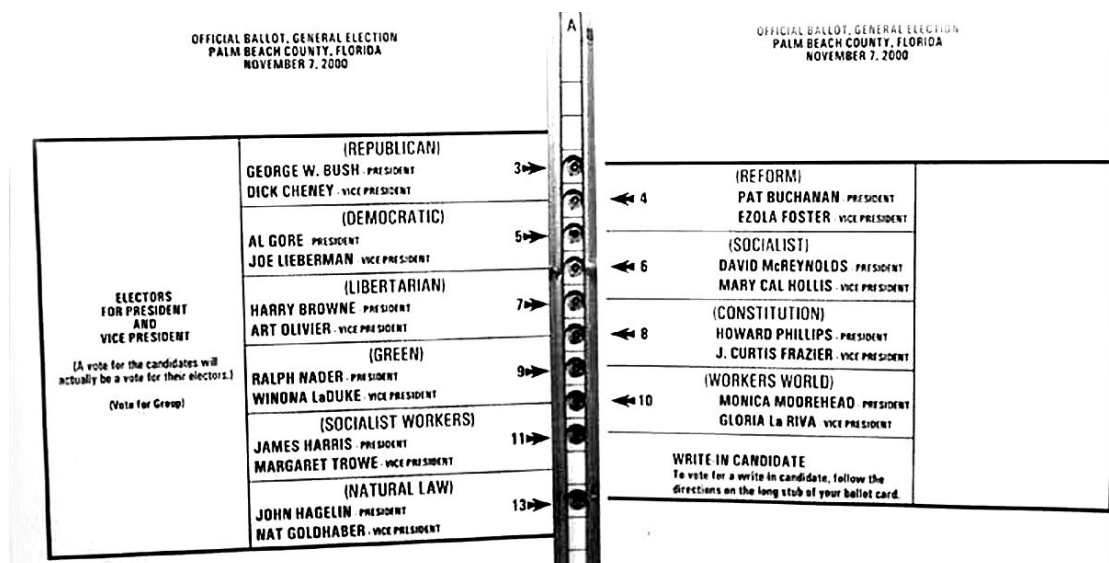 OFFICIAL BALLOT, GENERAL ELECTION
PALM BEACH COUNTY, FLORIDA
NOVEMBER 7, 2000
ELECTORS
FOR PRESIDENT
AND
VICE PRESIDENT
(A vote for the candidates will
actually be a vote for their electors.)
(Vote for Group)
(REPUBLICAN)
GEORGE W. BUSH - PRESIDENT
DICK CHENEY - VICE PRESIDENT
3
(DEMOCRATIC)
AL GORE PRESIDENT
JOE LIEBERMAN - VICE PRESIDENT
5
(LIBERTARIAN)
HARRY BROWNE - PRESIDENT
ART OLIVIER - VICE PRESIDENT
7
(GREEN)
RALPH NADER - PRESIDENT
WINONA LaDUKE - VICE PRESIDENT
9
(SOCIALIST WORKERS)
JAMES HARRIS - PRESIDENT
MARGARET TROWE - VICE PRESIDENT
11
(NATURAL LAW)
JOHN HAGELIN - PRESIDENT
NAT GOLDHABER - VICE PRESIDENT
13
A
OFFICIAL BALLOT, GENERAL ELECTION
PALM BEACH COUNTY, FLORIDA
NOVEMBER 7, 2000
(REFORM)
4 PAT BUCHANAN - PRESIDENT
EZOLA FOSTER - VICE PRESIDENT
(SOCIALIST)
6 DAVID McREYNOLDS - PRESIDENT
MARY CAL HOLLIS - VICE PRESIDENT
(CONSTITUTION)
8 HOWARD PHILLIPS - PRESIDENT
J. CURTIS FRAZIER - VICE PRESIDENT
(WORKERS WORLD)
10 MONICA MOOREHEAD - PRESIDENT
GLORIA La RIVA - VICE PRESIDENT
WRITE IN CANDIDATE
To vote for a write-in candidate, follow the
directions on the long stub of your ballot card.